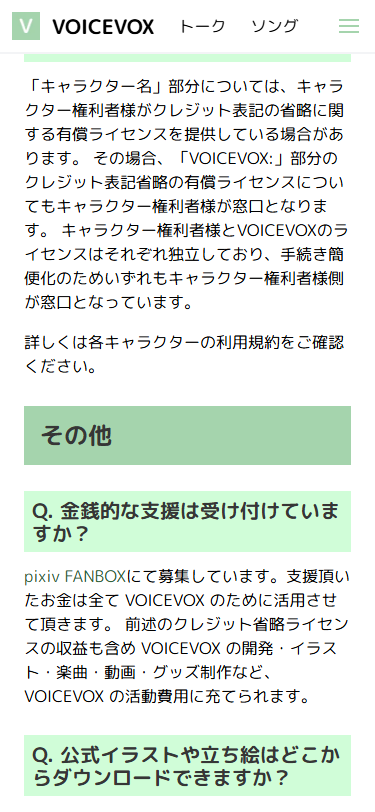 V VOICEVOX トーク ソング
「キャラクター名」部分については、キャラ
クター権利者様がクレジット表記の省略に関
する有償ライセンスを提供している場合があ
ります。 その場合、「VOICEVOX:」部分の
クレジット表記省略の有償ライセンスについ
てもキャラクター権利者様が窓口となりま
す。 キャラクター権利者様とVOICEVOXのラ
イセンスはそれぞれ独立しており、手続き簡
便化のためいずれもキャラクター権利者様側
が窓口となっています。
詳しくは各キャラクターの利用規約をご確認
ください。
その他
Q. 金銭的な支援は受け付けていま
すか？
pixiv FANBOXにて募集しています。支援頂い
たお金は全て VOICEVOX のために活用させ
て頂きます。 前述のクレジット省略ライセン
スの収益も含め VOICEVOX の開発・イラス
ト・楽曲・動画・グッズ制作など、
VOICEVOX の活動費用に充てられます。
Q. 公式イラストや立ち絵はどこか
らダウンロードできますか？